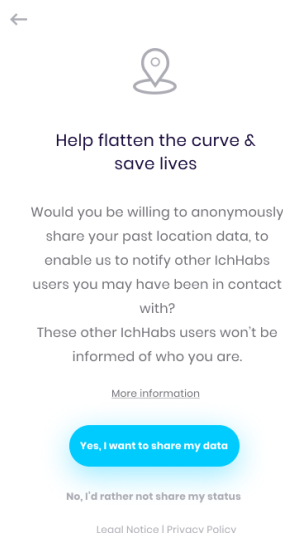 Help flatten the curve &
save lives
Would you be willing to anonymously
share your past location data, to
enable us to notify other IchHabs
users you may have been in contact
with?
These other IchHabs users won't be
informed of who you are.
More information
Yes, I want to share my data
No, I'd rather not share my status
Legal Notice | Privacy Policy